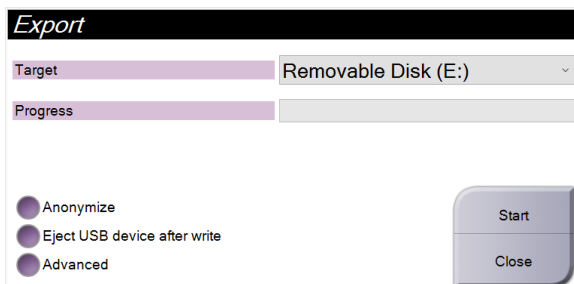 Export
Target
Removable Disk (E:)
Progress
Anonymize
Eject USB device after write
Advanced
Start
Close